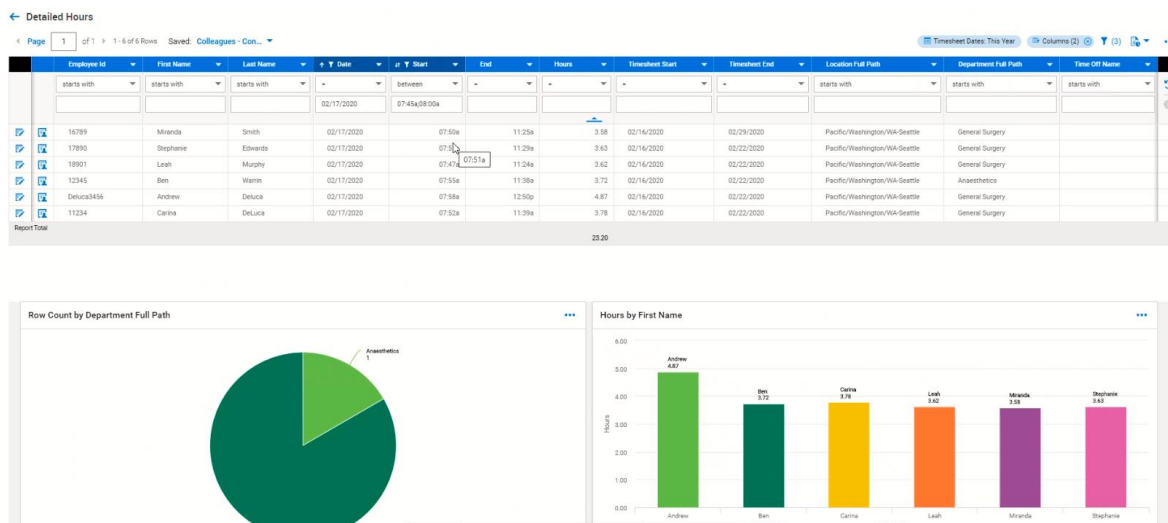 Detailed Hours
Page 1 of 1 1 - 6 of 6 Rows Saved: Colleagues - Con... Timesheet Dates: This Year Columns (2) (3)
Employee Id First Name Last Name Date Start End Hours Timesheet Start Timesheet End Location Full Path Department Full Path Time Off Name
starts with starts with starts with = between = = = = starts with starts with starts with
02/17/2020 07:45a;08:00a
16789 Miranda Smith 02/17/2020 07:50a 11:25a 3.58 02/16/2020 02/29/2020 Pacific/Washington/WA-Seattle General Surgery
17890 Stephanie Edwards 02/17/2020 11:29a 3.63 02/16/2020 02/22/2020 Pacific/Washington/WA-Seattle General Surgery
07:51a
18901 Leah Murphy 02/17/2020 07:47a 11:24a 3.62 02/16/2020 02/22/2020 Pacific/Washington/WA-Seattle General Surgery
12345 Ben Warrin 02/17/2020 07:55a 11:38a 3.72 02/16/2020 02/22/2020 Pacific/Washington/WA-Seattle Anaesthetics
Deluca3456 Andrew Deluca 02/17/2020 07:58a 12:50p 4.87 02/16/2020 02/22/2020 Pacific/Washington/WA-Seattle General Surgery
11234 Carina DeLuca 02/17/2020 07:52a 11:39a 3.78 02/16/2020 02/22/2020 Pacific/Washington/WA-Seattle General Surgery
Report Total
23.20
Row Count by Department Full Path
Anaesthetics
1
Hours by First Name
6.00
5.00
4.00
3.00
2.00
1.00
0.00
Hours
Andrew
4.87
Ben
3.72
Carina
3.78
Leah
3.62
Miranda
3.58
Stephanie
3.63
Andrew Ben Carina Leah Miranda Stephanie